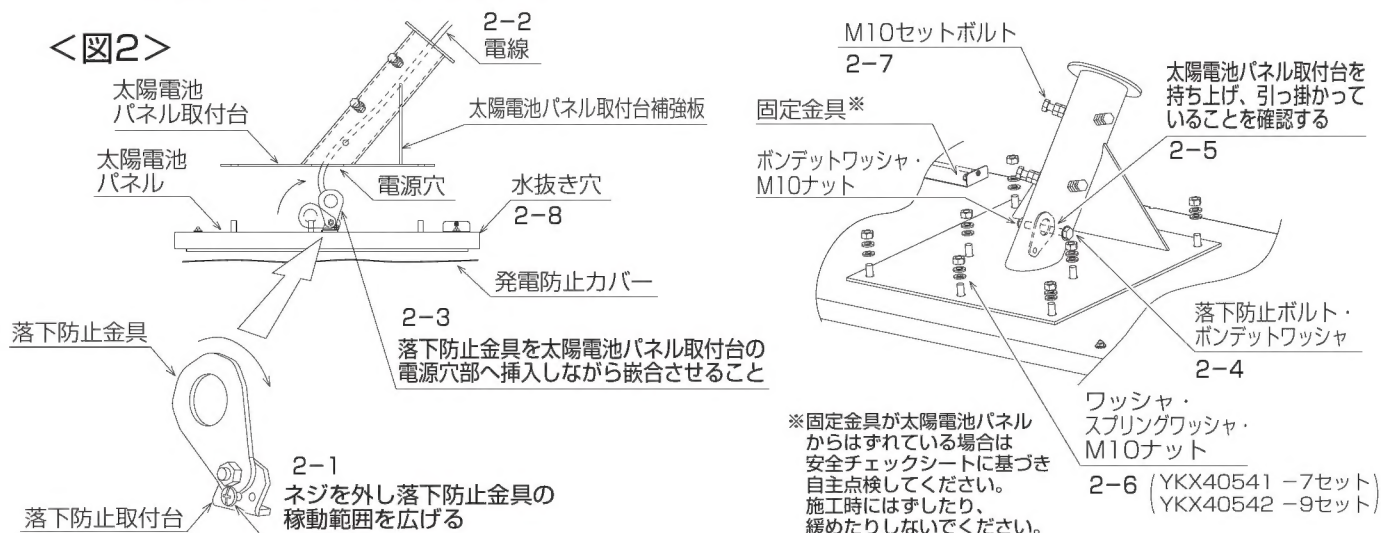 <図2>
2-2
電線
太陽電池
パネル取付台
太陽電池パネル取付台補強板
太陽電池
パネル
電源穴
水抜き穴
2-8
発電防止カバー
2-3
落下防止金具を太陽電池パネル取付台の
電源穴部へ挿入しながら嵌合させること
落下防止金具
2-1
ネジを外し落下防止金具の
稼動範囲を広げる
落下防止取付台
M10セットボルト
2-7
固定金具※
ボンデットワッシャ・
M10ナット
太陽電池パネル取付台を
持ち上げ、引っ掛かって
いることを確認する
2-5
落下防止ボルト・
ボンデットワッシャ
2-4
ワッシャ・
スプリングワッシャ・
M10ナット
2-6 (YKX40541 -7セット
YKX40542 -9セット)
※固定金具が太陽電池パネル
からはずれている場合は
安全チェックシートに基づき
自主点検してください。
施工時にはずしたり、
緩めたりしないでください。